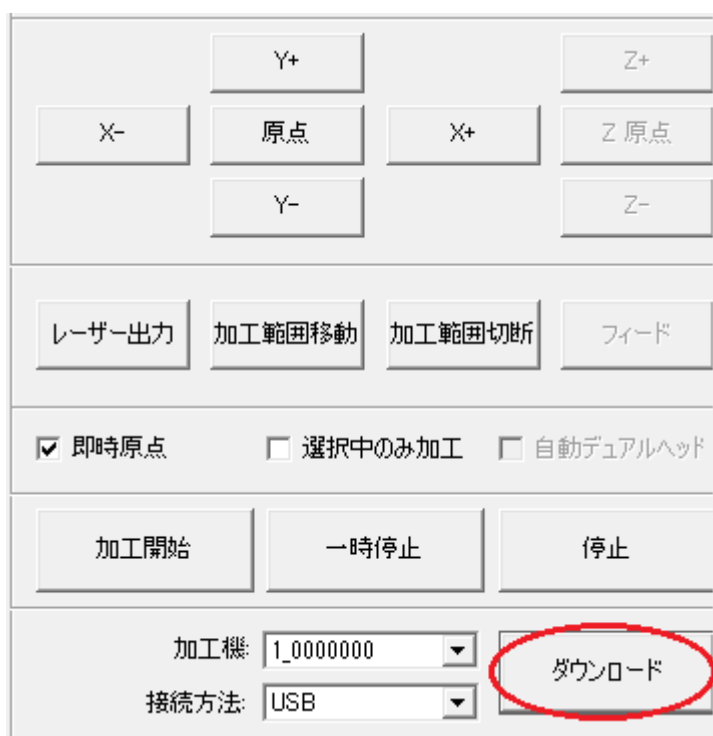 Y+ Z+
X- 原点 X+ Z 原点
Y- Z-
レーザー出力 加工範囲移動 加工範囲切断 フィード
即時原点 選択中のみ加工 自動デュアルヘッド
加工開始 一時停止 停止
加工機: 1_0000000 ダウンロード
接続方法: USB